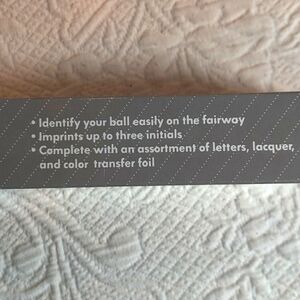 • Identify your ball easily on the fairway
• Imprints up to three initials
• Complete with an assortment of letters, lacquer,
and color transfer foil